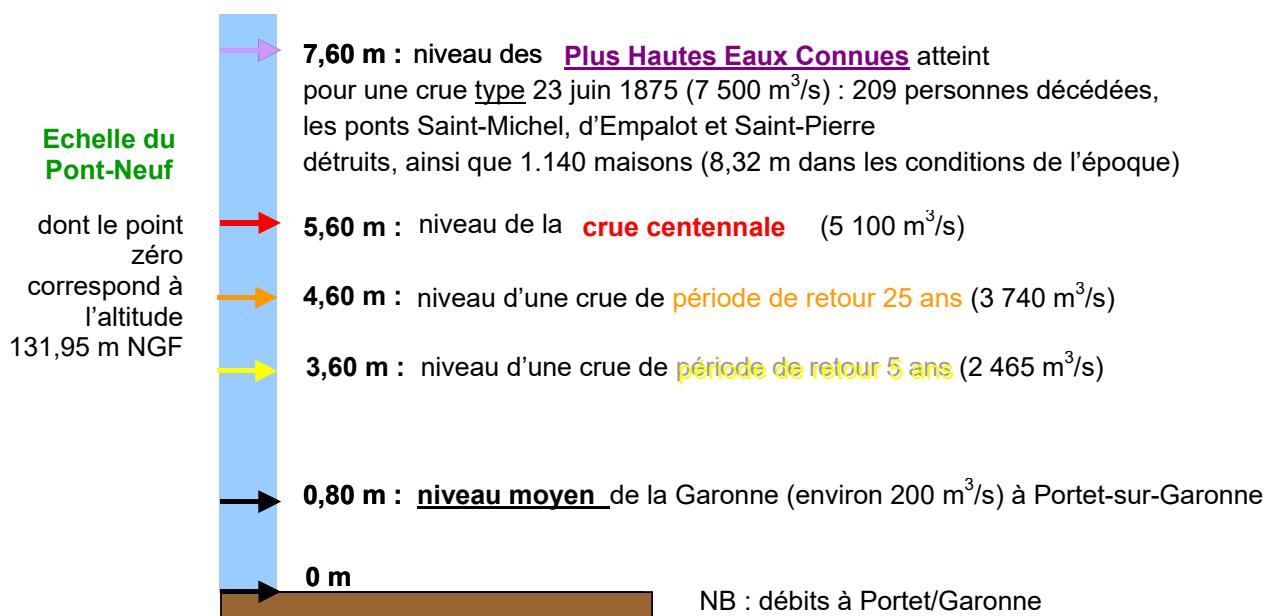 7,60 m : niveau des Plus Hautes Eaux Connues atteint
pour une crue type 23 juin 1875 (7 500 m³/s) : 209 personnes décédées,
les ponts Saint-Michel, d'Empalot et Saint-Pierre
détruits, ainsi que 1.140 maisons (8,32 m dans les conditions de l'époque)
Echelle du
Pont-Neuf
dont le point
zéro
correspond à
l'altitude
131,95 m NGF
5,60 m : niveau de la crue centennale (5 100 m³/s)
4,60 m : niveau d'une crue de période de retour 25 ans (3 740 m³/s)
3,60 m : niveau d'une crue de période de retour 5 ans (2 465 m³/s)
0,80 m : niveau moyen de la Garonne (environ 200 m³/s) à Portet-sur-Garonne
0 m
NB : débits à Portet/Garonne